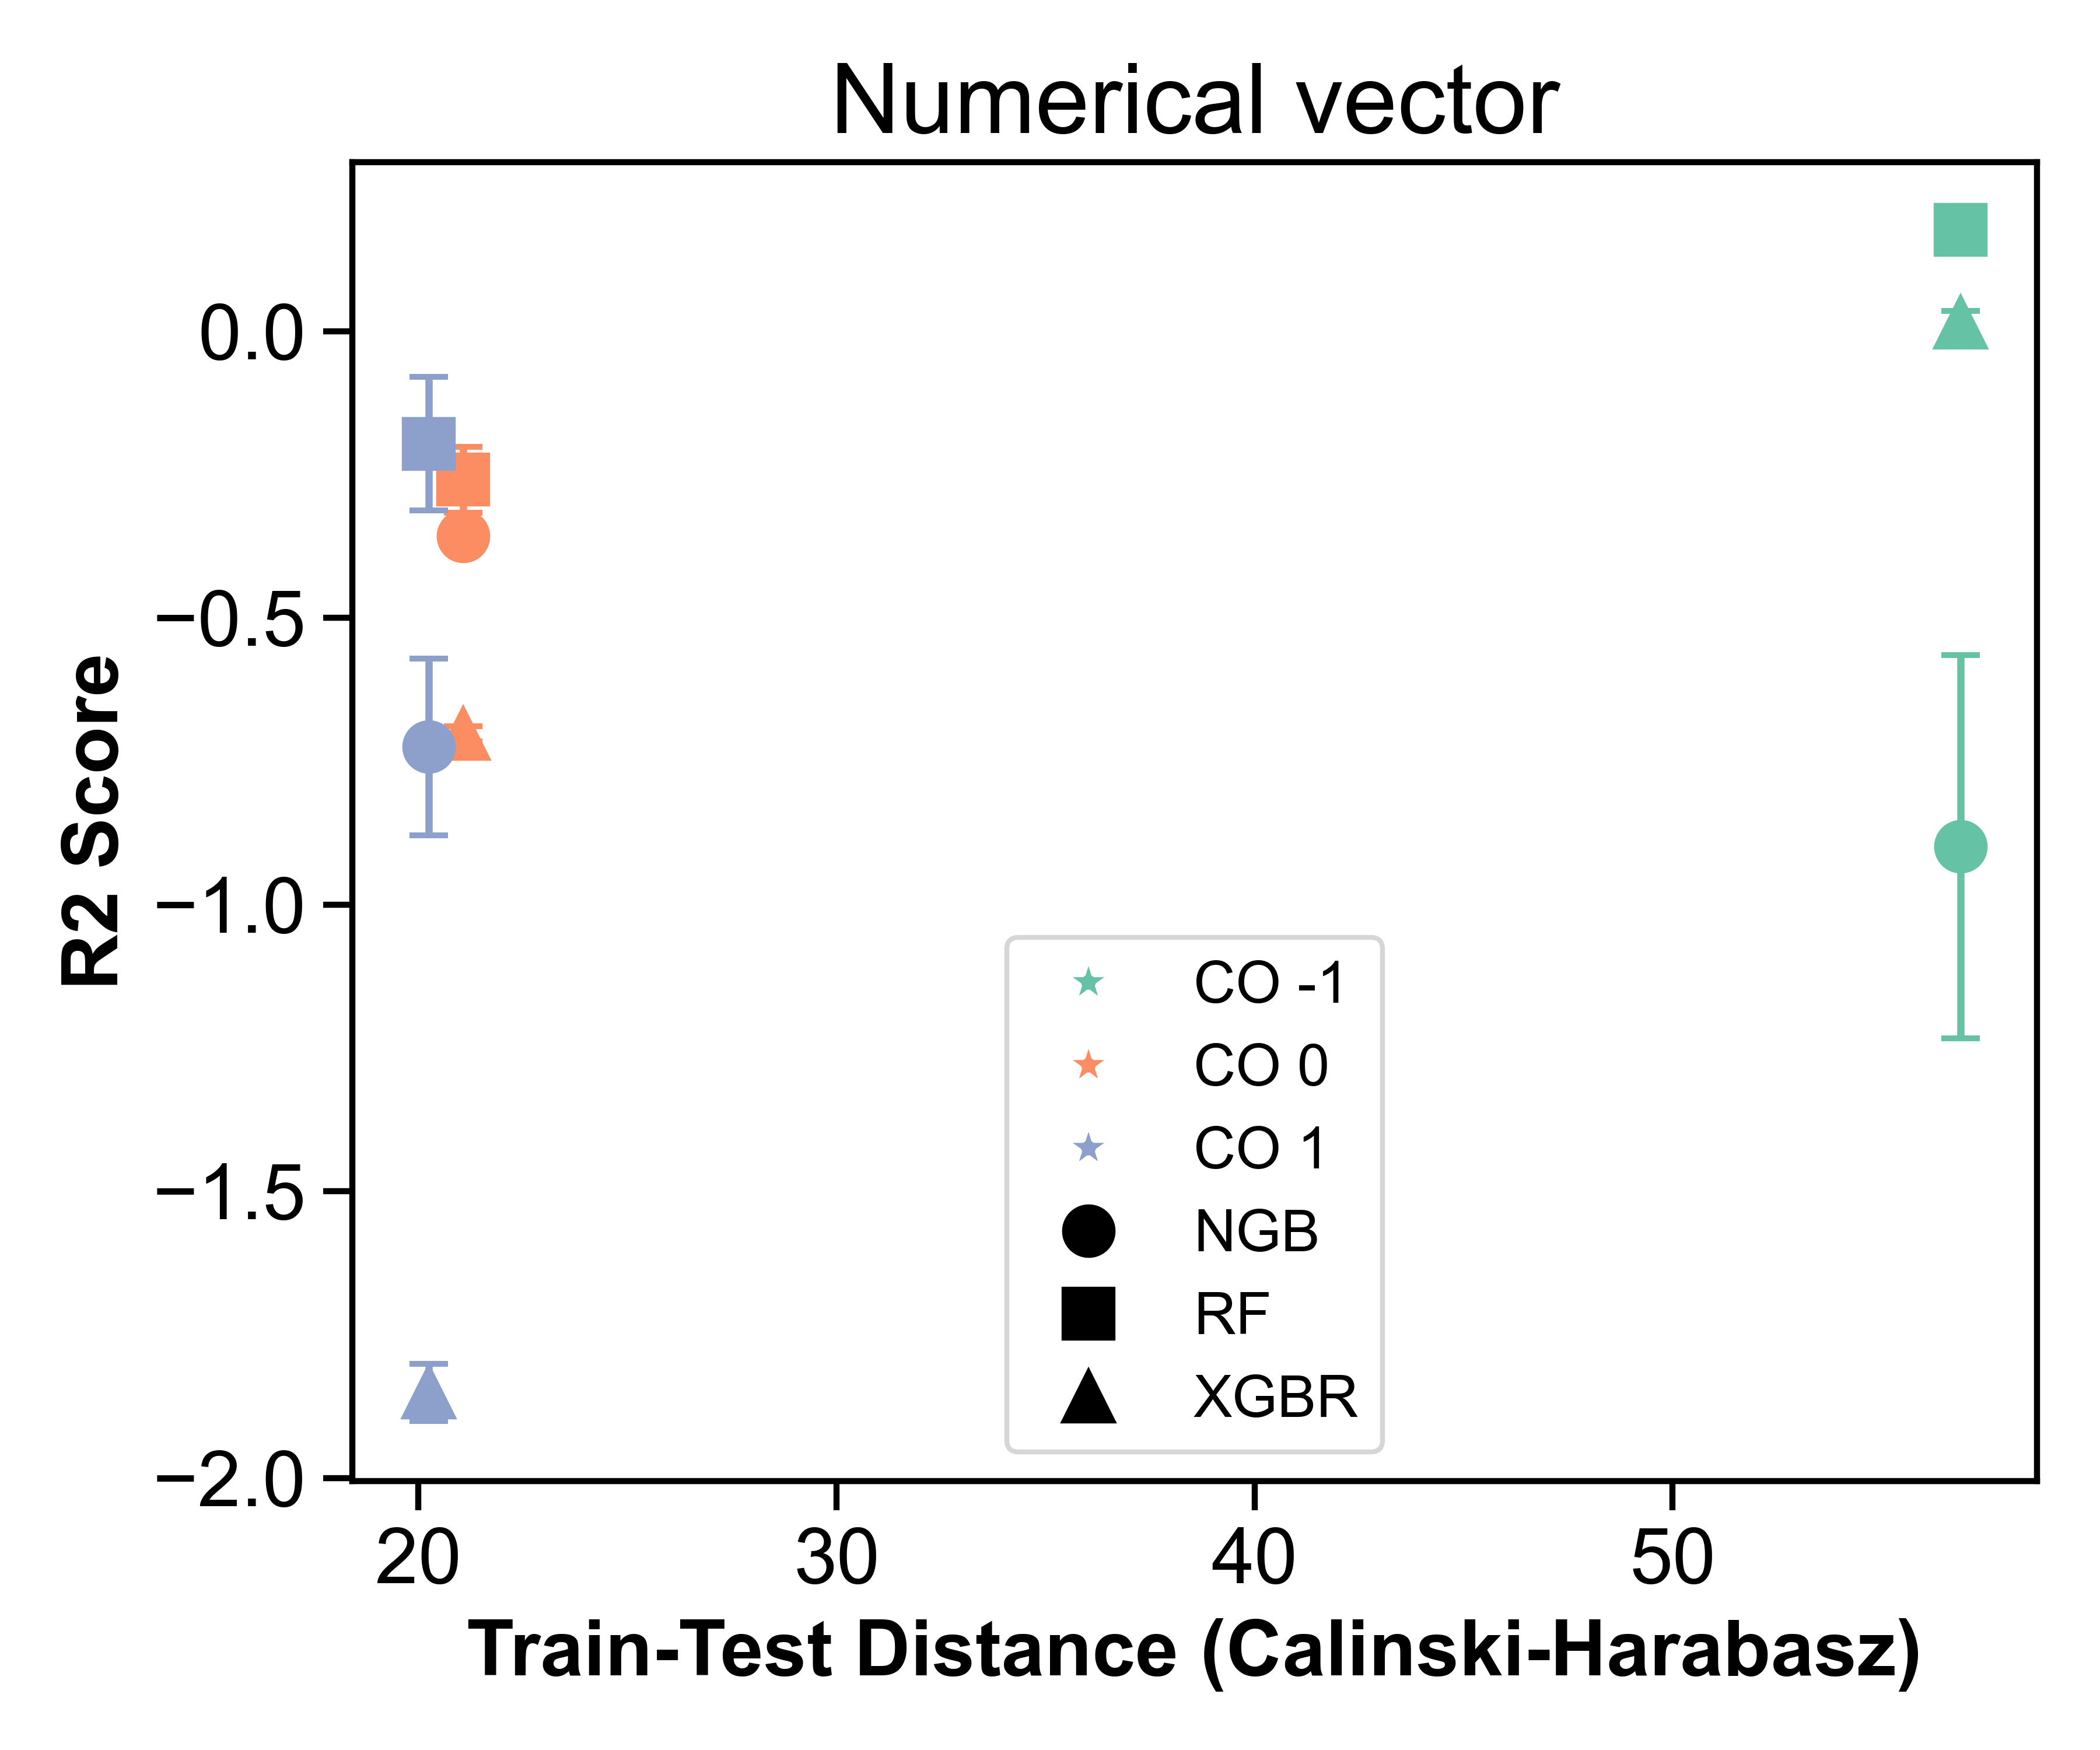 Numerical vector
0.0
−0.5
−1.0
−1.5
−2.0
R2 Score
CO -1
CO 0
CO 1
NGB
RF
XGBR
20 30 40 50
Train-Test Distance (Calinski-Harabasz)